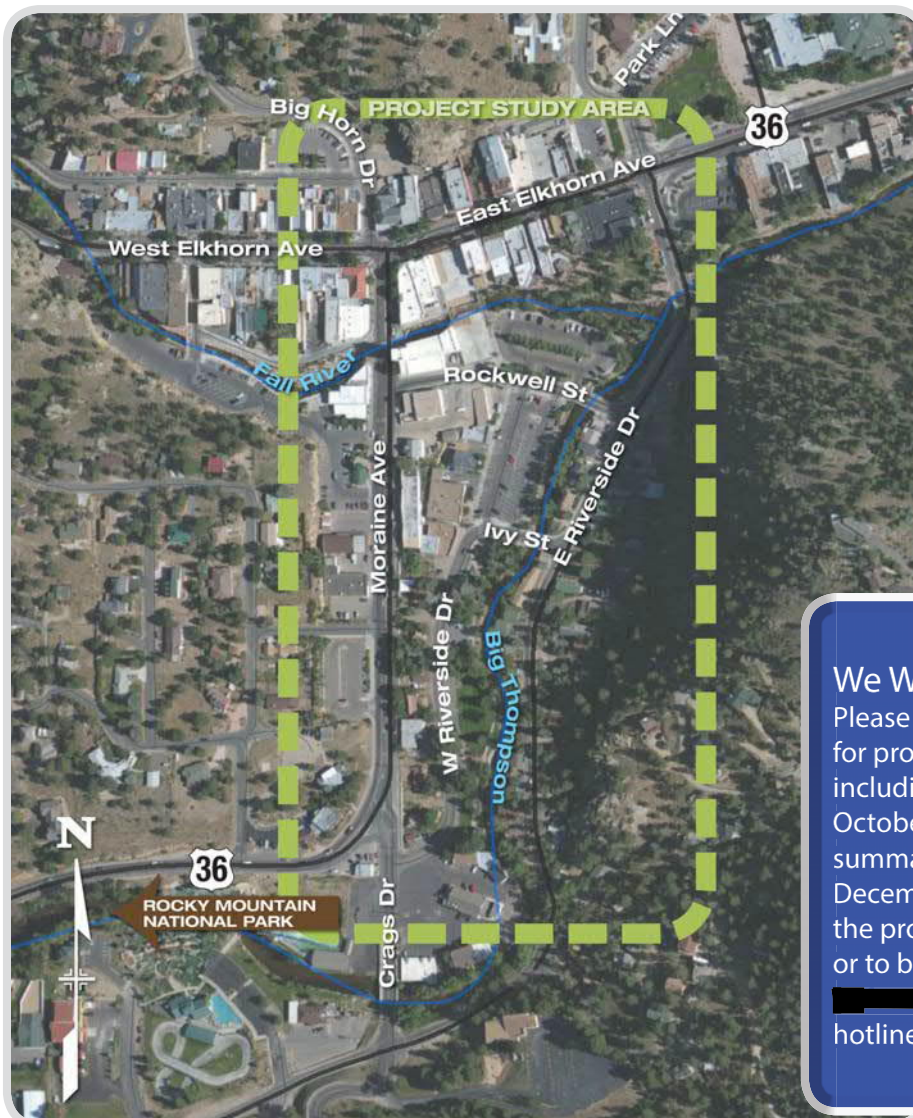 Park Ln
Big Horn Dr
PROJECT STUDY AREA
36
East Elkhorn Ave
West Elkhorn Ave
Fall River
Rockwell St
Moraine Ave
E Riverside Dr
Ivy St
W Riverside Dr
Big Thompson
N
36
ROCKY MOUNTAIN
NATIONAL PARK
Crags Dr
We W
Please
for pro
includi
Octobe
summa
Decem
the pro
or to b
hotline